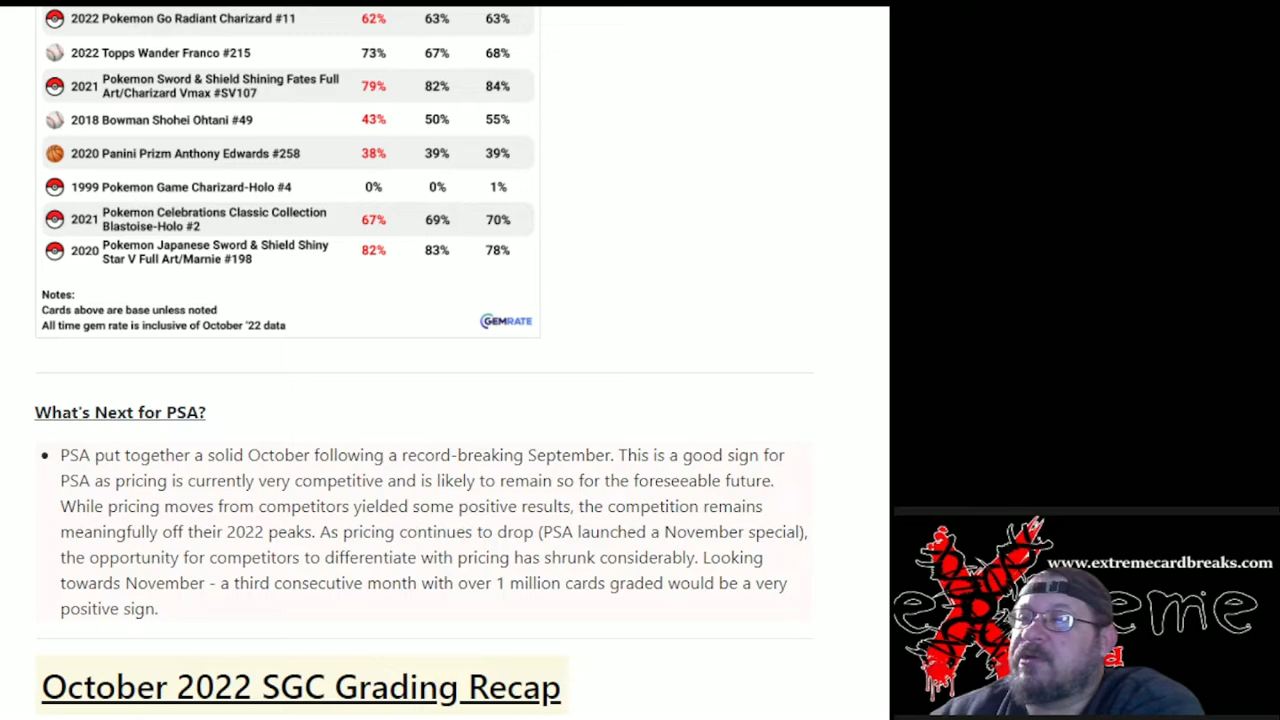 2022 Pokemon Go Radiant Charizard #11 62% 63% 63%
2022 Topps Wander Franco #215 73% 67% 68%
2021 Pokemon Sword & Shield Shining Fates Full Art/Charizard Vmax #SV107 79% 82% 84%
2018 Bowman Shohei Ohtani #49 43% 50% 55%
2020 Panini Prizm Anthony Edwards #258 38% 39% 39%
1999 Pokemon Game Charizard-Holo #4 0% 0% 1%
2021 Pokemon Celebrations Classic Collection Blastoise-Holo #2 67% 69% 70%
2020 Pokemon Japanese Sword & Shield Shiny Star V Full Art/Marnie #198 82% 83% 78%
Notes:
Cards above are base unless noted
All time gem rate is inclusive of October '22 data
GEMRATE
What's Next for PSA?
• PSA put together a solid October following a record-breaking September. This is a good sign for
PSA as pricing is currently very competitive and is likely to remain so for the foreseeable future.
While pricing moves from competitors yielded some positive results, the competition remains
meaningfully off their 2022 peaks. As pricing continues to drop (PSA launched a November special),
the opportunity for competitors to differentiate with pricing has shrunk considerably. Looking
towards November - a third consecutive month with over 1 million cards graded would be a very
positive sign.
October 2022 SGC Grading Recap
www.extremecardbreaks.com